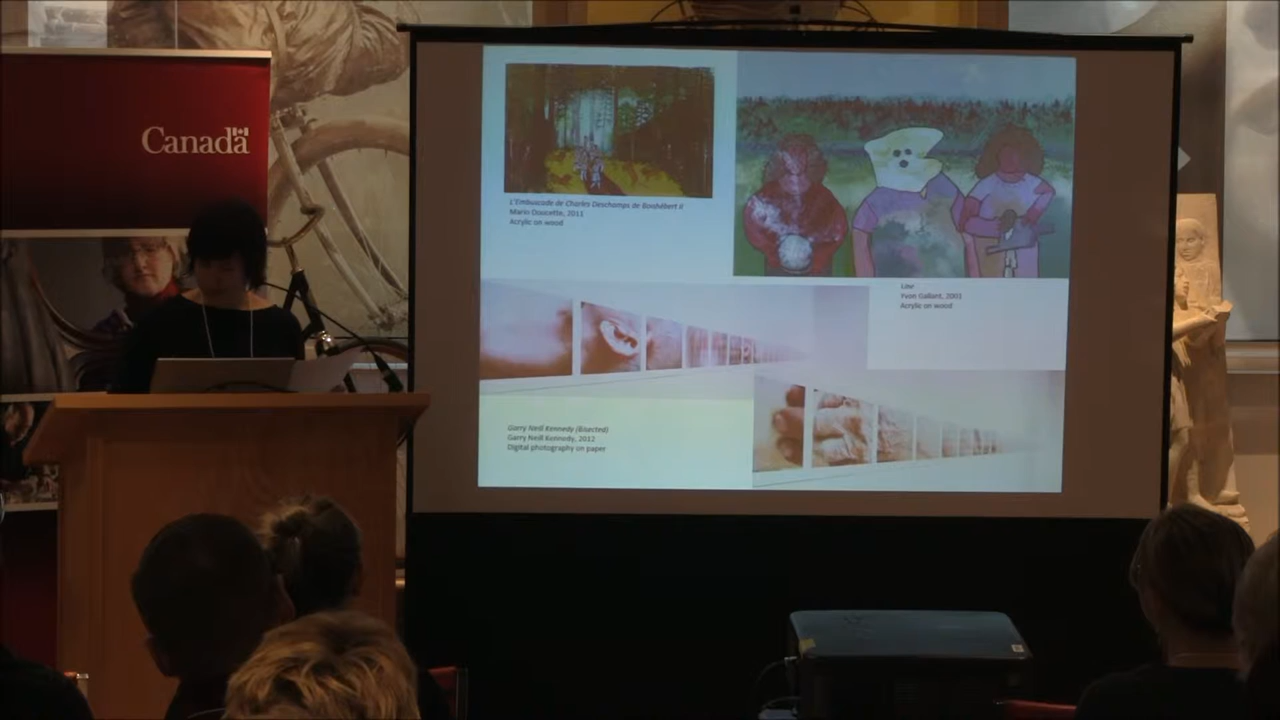 Canada
L'Embuscade de Charles Deschamps de Boishébert II
Mario Doucette, 2011
Acrylic on wood
Yvon Gallant, 2001
Acrylic on wood
Garry Neill Kennedy (Bisected)
Garry Neill Kennedy, 2012
Digital photography on paper